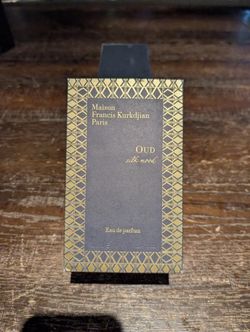 Maison
Francis Kurkdjian
Paris
OUD
silk mood
Eau de parfum